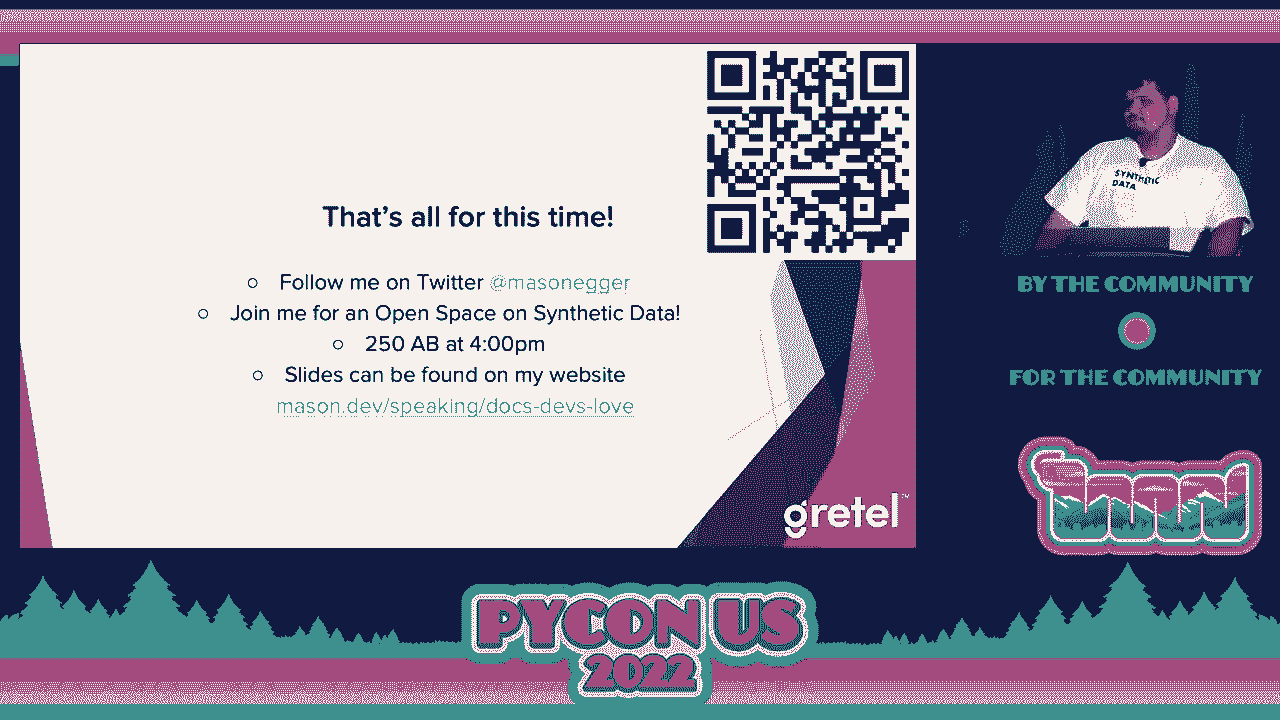 That's all for this time!
Follow me on Twitter @masonegger
Join me for an Open Space on Synthetic Data!
250 AB at 4:00pm
Slides can be found on my website
mason.dev/speaking/docs-devs-love
gretel™
SYNTHETIC
DATA
BY THE COMMUNITY
FOR THE COMMUNITY
PYCON US
2022